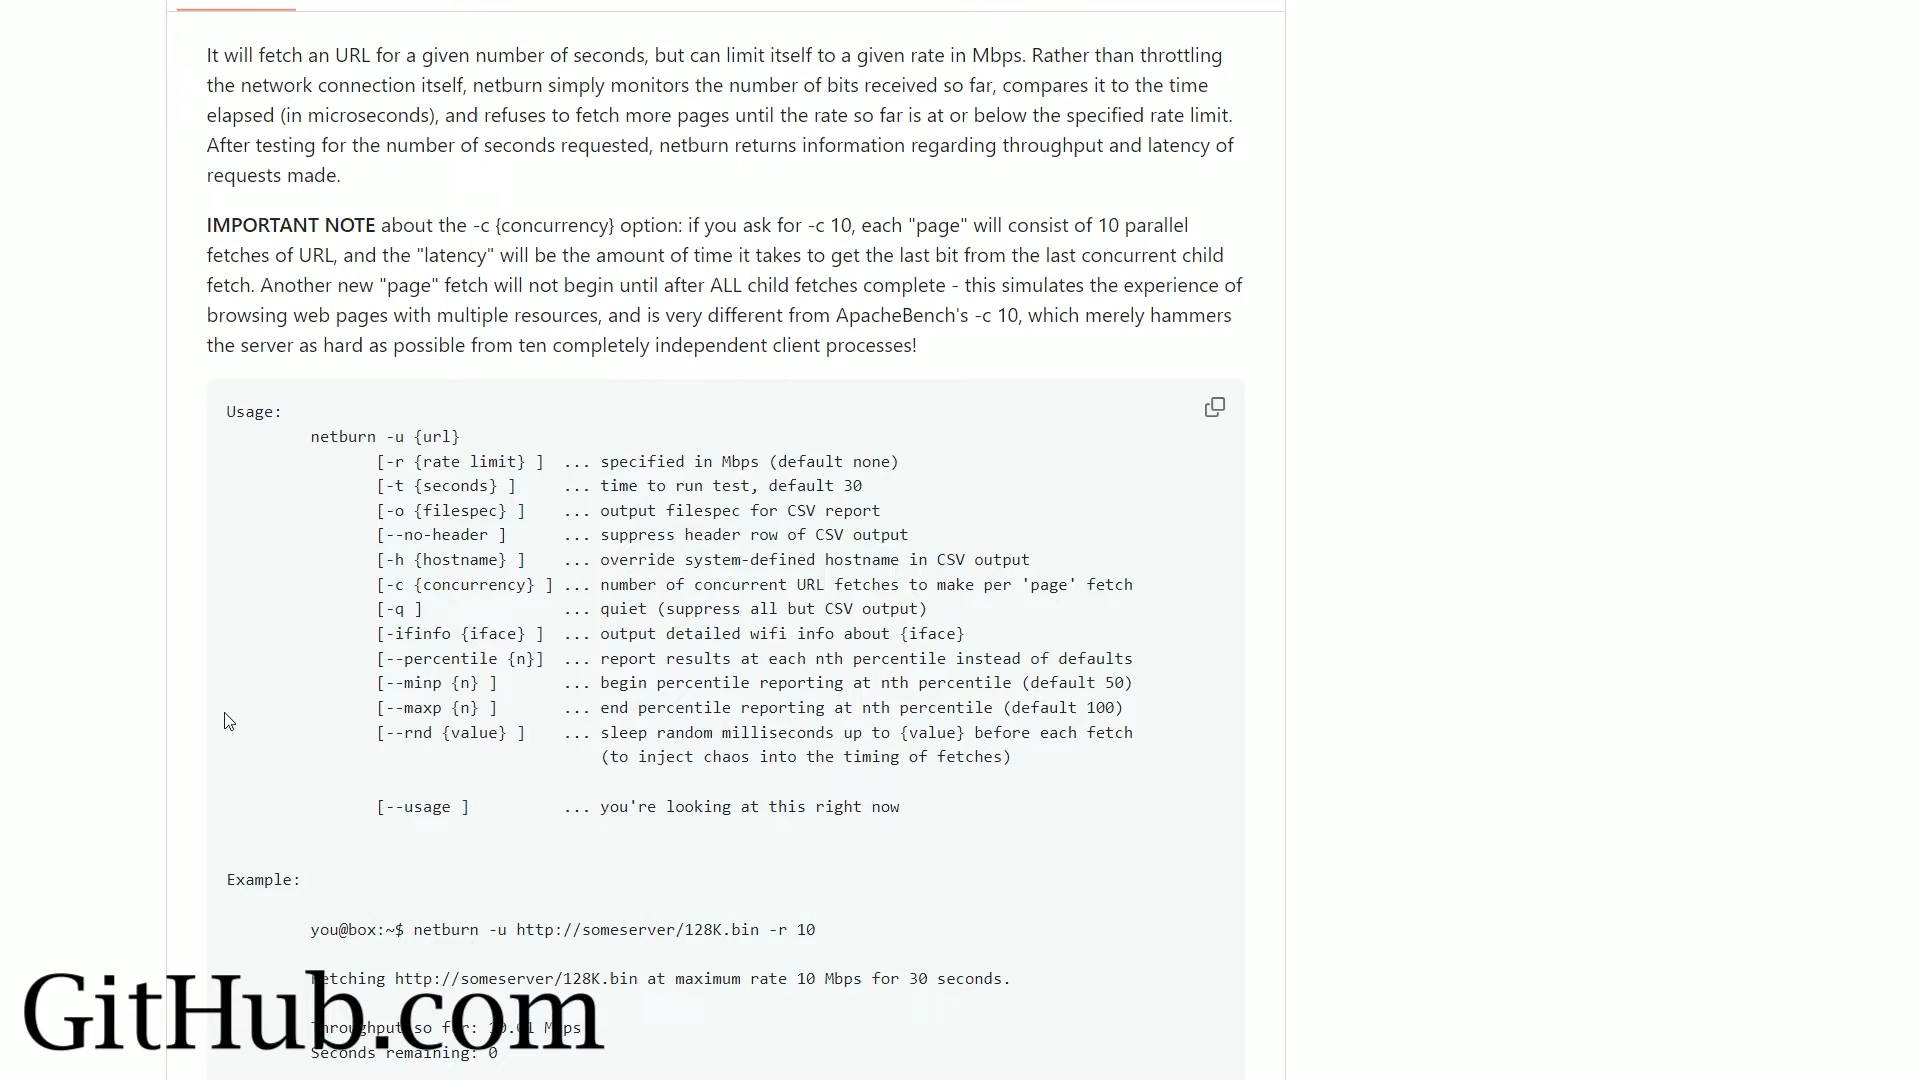 It will fetch an URL for a given number of seconds, but can limit itself to a given rate in Mbps. Rather than throttling
the network connection itself, netburn simply monitors the number of bits received so far, compares it to the time
elapsed (in microseconds), and refuses to fetch more pages until the rate so far is at or below the specified rate limit.
After testing for the number of seconds requested, netburn returns information regarding throughput and latency of
requests made.
IMPORTANT NOTE about the -c {concurrency} option: if you ask for -c 10, each "page" will consist of 10 parallel
fetches of URL, and the "latency" will be the amount of time it takes to get the last bit from the last concurrent child
fetch. Another new "page" fetch will not begin until after ALL child fetches complete - this simulates the experience of
browsing web pages with multiple resources, and is very different from ApacheBench's -c 10, which merely hammers
the server as hard as possible from ten completely independent client processes!
Usage:
netburn -u {url}
[-r {rate limit} ] ... specified in Mbps (default none)
[-t {seconds} ] ... time to run test, default 30
[-o {filespec} ] ... output filespec for CSV report
[--no-header ] ... suppress header row of CSV output
[-h {hostname} ] ... override system-defined hostname in CSV output
[-c {concurrency} ] ... number of concurrent URL fetches to make per 'page' fetch
[-q ] ... quiet (suppress all but CSV output)
[-ifinfo {iface} ] ... output detailed wifi info about {iface}
[--percentile {n}] ... report results at each nth percentile instead of defaults
[--minp {n} ] ... begin percentile reporting at nth percentile (default 50)
[--maxp {n} ] ... end percentile reporting at nth percentile (default 100)
[--rnd {value} ] ... sleep random milliseconds up to {value} before each fetch
(to inject chaos into the timing of fetches)
[--usage ] ... you're looking at this right now
Example:
you@box:~$ netburn -u http://someserver/128K.bin -r 10
Fetching http://someserver/128K.bin at maximum rate 10 Mbps for 30 seconds.
Throughput so far: 10.01 Mbps
Seconds remaining: 0
GitHub.com